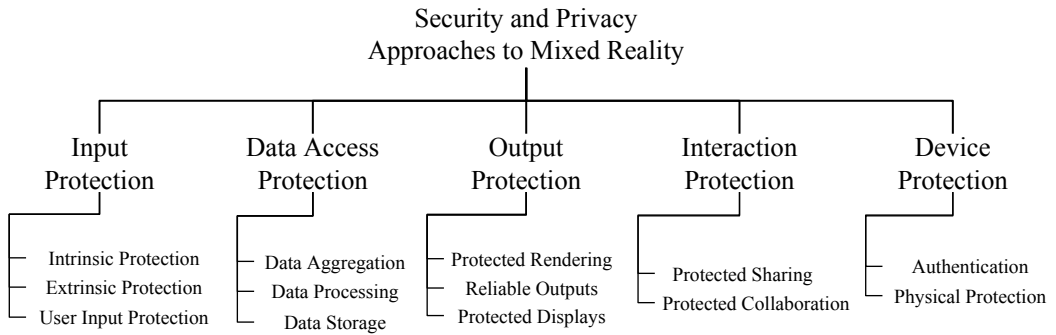 Security and Privacy
Approaches to Mixed Reality
Input
Protection
Intrinsic Protection
Extrinsic Protection
User Input Protection
Data Access
Protection
Data Aggregation
Data Processing
Data Storage
Output
Protection
Protected Rendering
Reliable Outputs
Protected Displays
Interaction
Protection
Protected Sharing
Protected Collaboration
Device
Protection
Authentication
Physical Protection